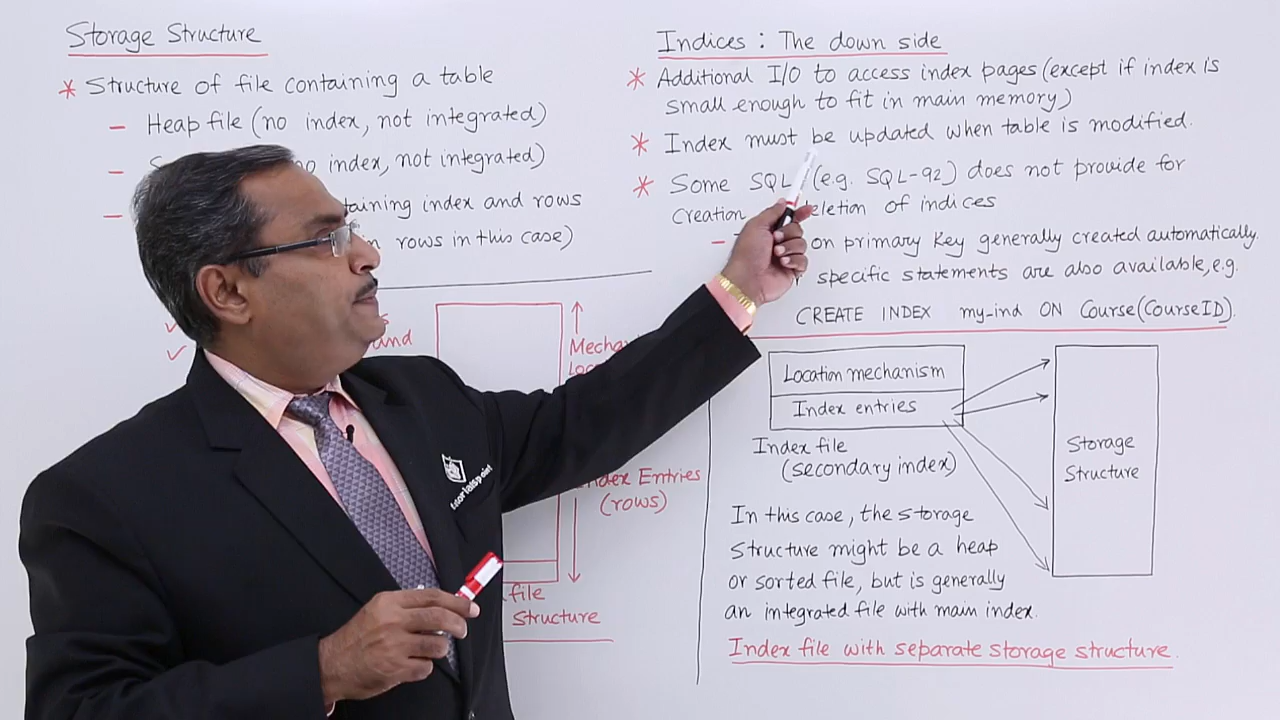 Storage Structure
* Structure of file containing a table
– Heap file (no index, not integrated)
– no index, not integrated)
– taining index and rows
rows in this case)
✓
✓ and
Mecha
Index Entries
(rows)
file
Structure
tutorialspoint
Indices : The down side
* Additional I/O to access index pages (except if index is
small enough to fit in main memory)
* Index must be updated when table is modified.
* Some SQL (e.g. SQL-92) does not provide for
Creation eletion of indices
– on primary key generally created automatically.
specific statements are also available, e.g.
CREATE INDEX my-ind ON Course(CourseID).
Location mechanism
Index entries
Index file
(secondary index)
Storage
Structure
In this case, the storage
structure might be a heap
or sorted file, but is generally
an integrated file with main index.
Index file with separate storage structure.